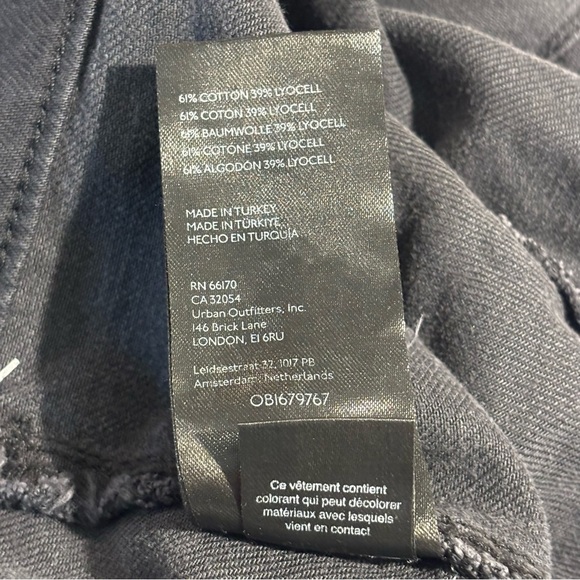 61% COTTON 39% LYOCELL
61% COTON 39% LYOCELL
61% BAUMWOLLE 39% LYOCELL
61% COTONE 39% LYOCELL
61% ALGODÓN 39% LYOCELL
MADE IN TURKEY
MADE IN TÜRKIYE
HECHO EN TURQUÍA
RN 66170
CA 32054
Urban Outfitters, Inc.
146 Brick Lane
LONDON, E1 6RU
Leidsestraat 32, 1017 PB
Amsterdam, Netherlands
OB1679767
Ce vêtement contient
colorant qui peut décolorer
matériaux avec lesquels
vient en contact